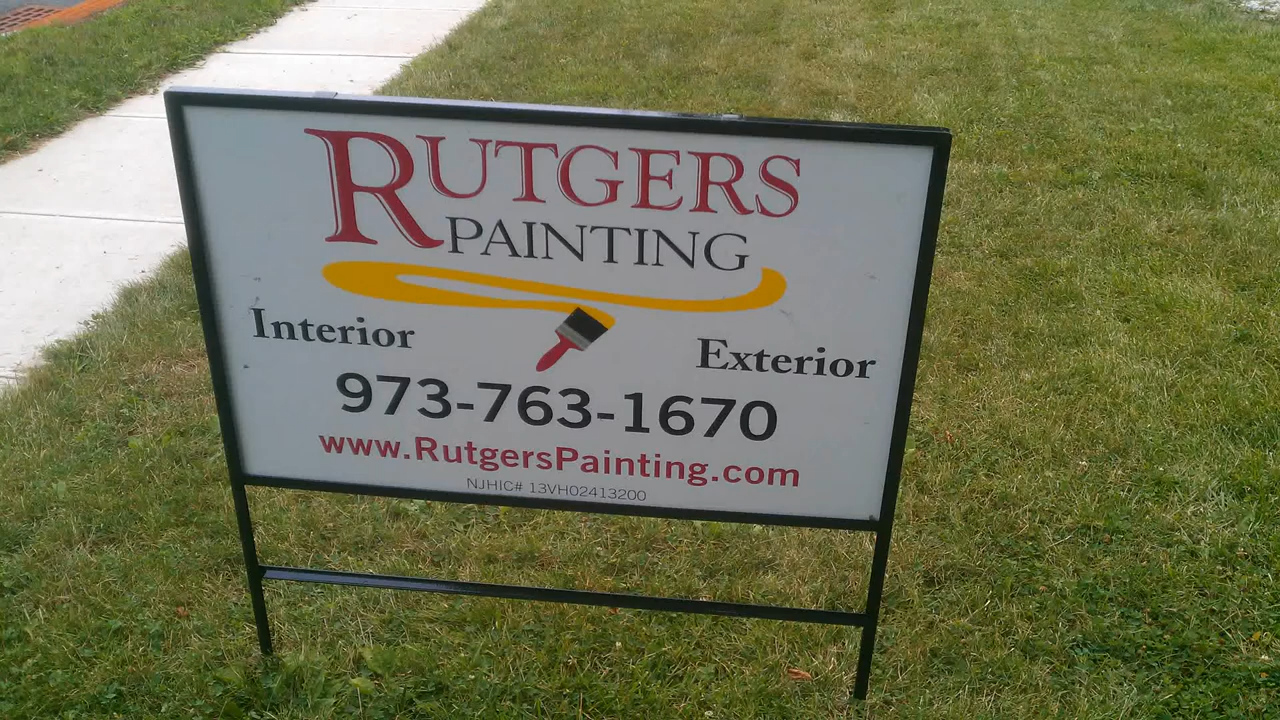 RUTGERS
PAINTING
Interior Exterior
973-763-1670
www.RutgersPainting.com
NJHIC# 13VH02413200